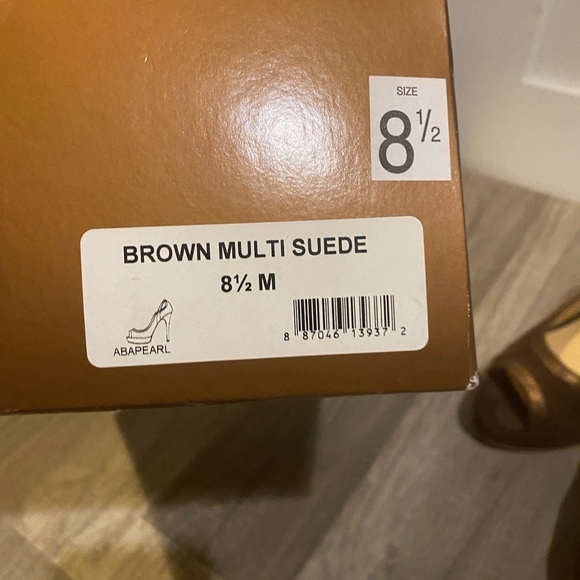 SIZE
8½
BROWN MULTI SUEDE
8½ M
ABAPEARL
8 87046 13937 2